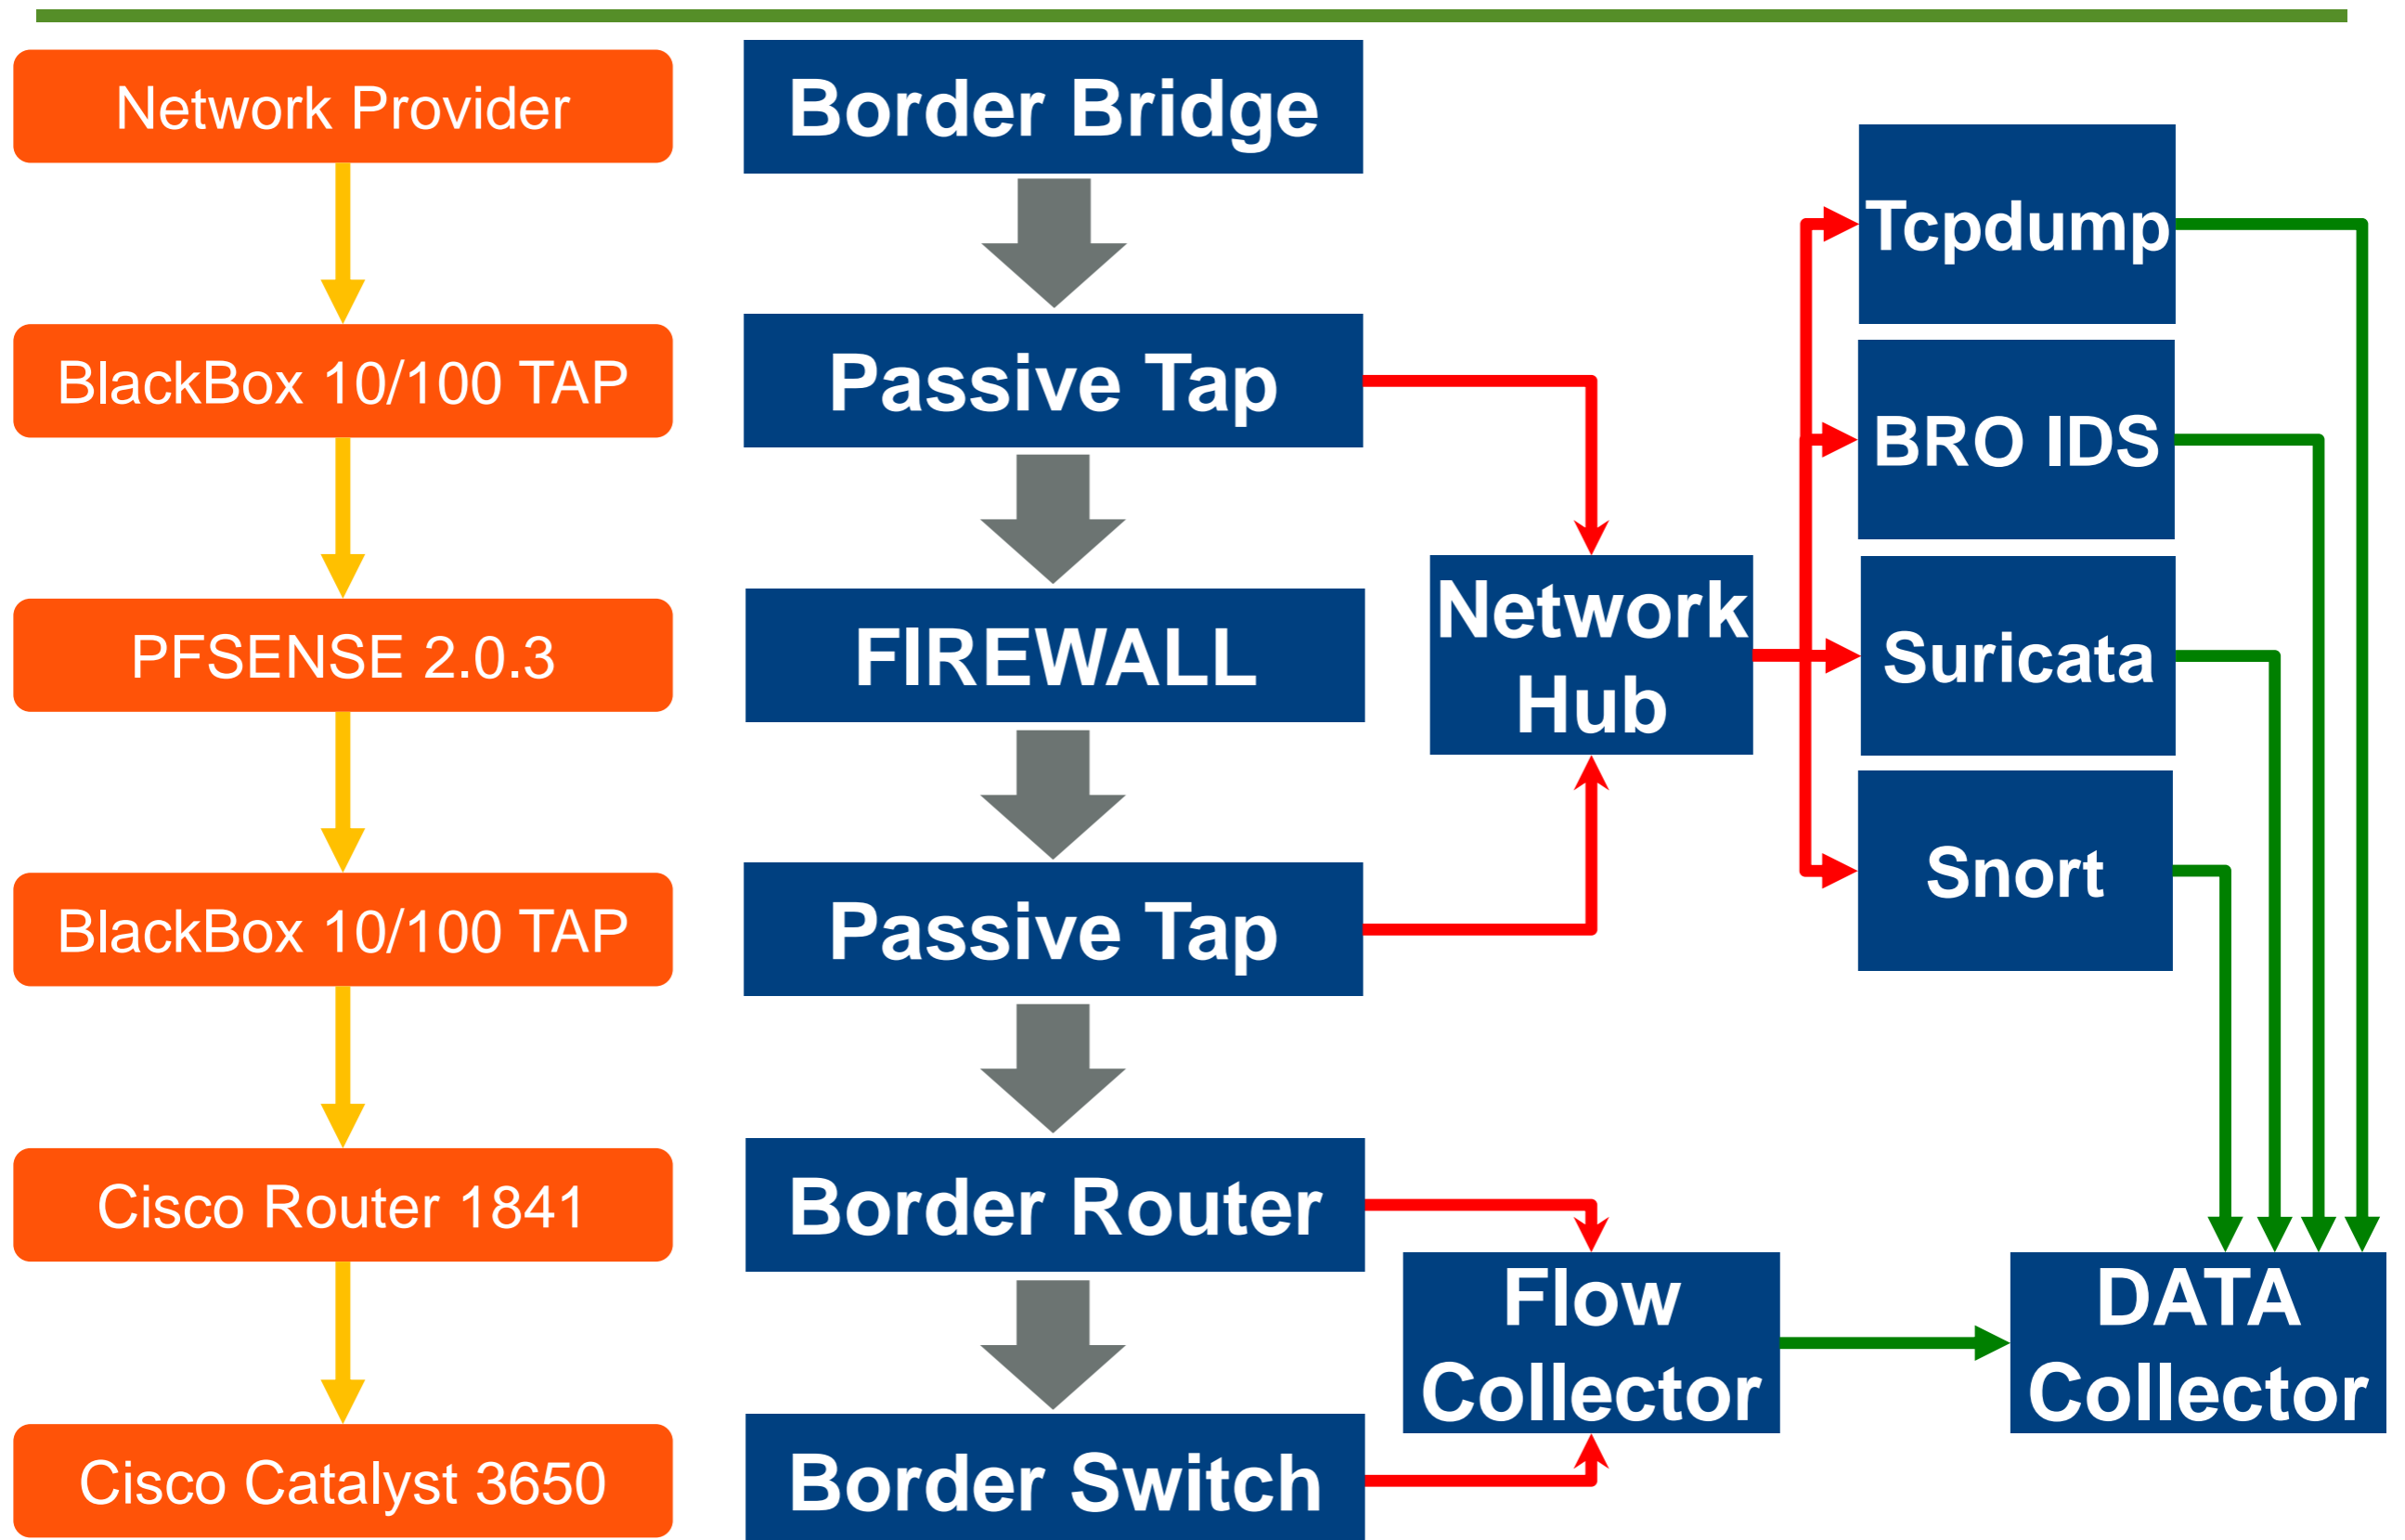 Network Provider
BlackBox 10/100 TAP
PFSENSE 2.0.3
BlackBox 10/100 TAP
Cisco Router 1841
Cisco Catalyst 3650
Border Bridge
Passive Tap
FIREWALL
Passive Tap
Border Router
Border Switch
Network
Hub
Flow
Collector
Tcpdump
BRO IDS
Suricata
Snort
DATA
Collector